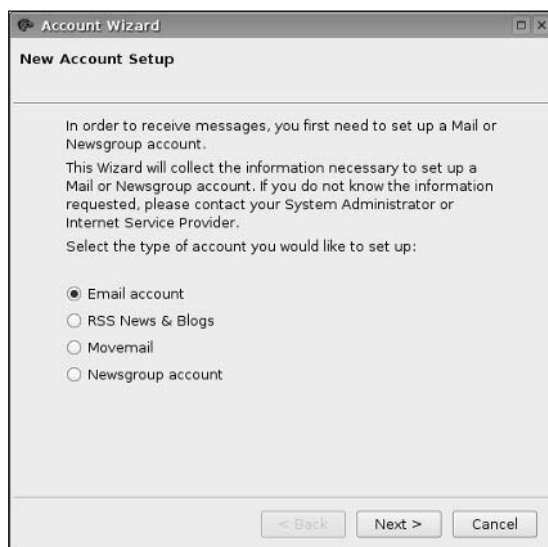 Account Wizard
New Account Setup
In order to receive messages, you first need to set up a Mail or
Newsgroup account.
This Wizard will collect the information necessary to set up a
Mail or Newsgroup account. If you do not know the information
requested, please contact your System Administrator or
Internet Service Provider.
Select the type of account you would like to set up:
Email account
RSS News & Blogs
Movemail
Newsgroup account
< Back Next > Cancel